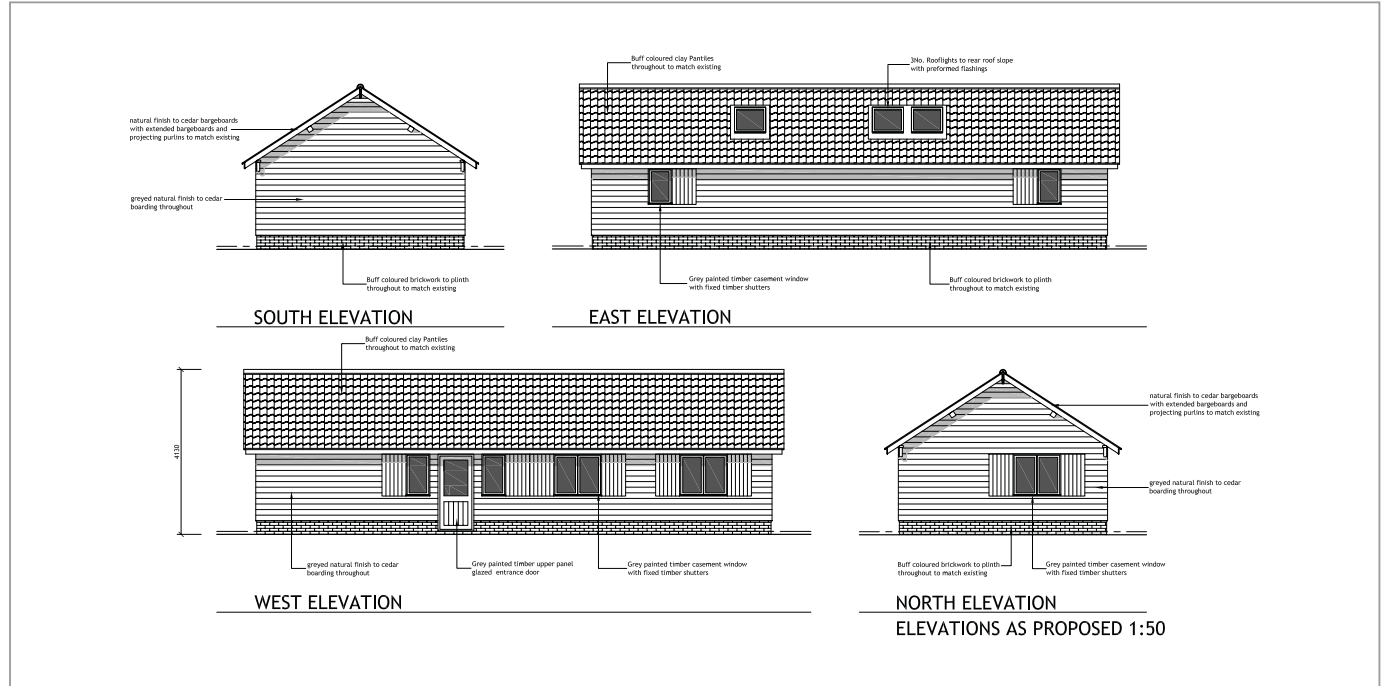 natural finish to cedar bargeboards
with extended bargeboards and
projecting purlins to match existing
greyed natural finish to cedar
boarding throughout
Buff coloured brickwork to plinth
throughout to match existing
SOUTH ELEVATION
Buff coloured clay Pantiles
throughout to match existing
3No. Rooflights to rear roof slope
with preformed flashings
Grey painted timber casement window
with fixed timber shutters
Buff coloured brickwork to plinth
throughout to match existing
EAST ELEVATION
Buff coloured clay Pantiles
throughout to match existing
4130
greyed natural finish to cedar
boarding throughout
Grey painted timber upper panel
glazed entrance door
Grey painted timber casement window
with fixed timber shutters
WEST ELEVATION
natural finish to cedar bargeboards
with extended bargeboards and
projecting purlins to match existing
greyed natural finish to cedar
boarding throughout
Buff coloured brickwork to plinth
throughout to match existing
Grey painted timber casement window
with fixed timber shutters
NORTH ELEVATION
ELEVATIONS AS PROPOSED 1:50